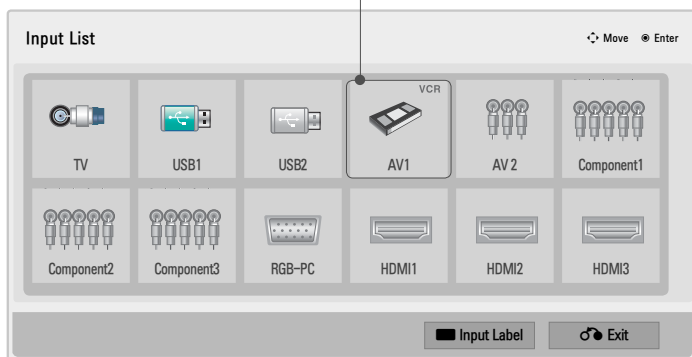 Input List
Move Enter
VCR
TV USB1 USB2 AV1 AV 2 Component1
Component2 Component3 RGB-PC HDMI1 HDMI2 HDMI3
Input Label Exit